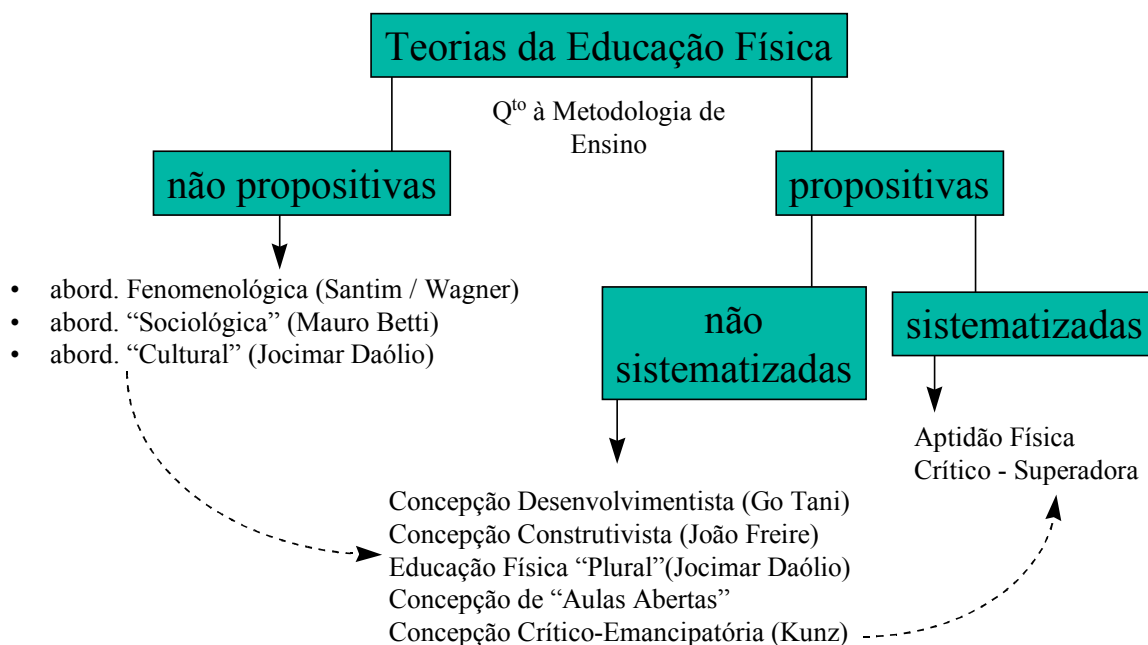 Teorias da Educação Física
Qto à Metodologia de
Ensino
não propositivas
propositivas
• abord. Fenomenológica (Santim / Wagner)
• abord. “Sociológica” (Mauro Betti)
• abord. “Cultural” (Jocimar Daólio)
não
sistematizadas
sistematizadas
Aptidão Física
Crítico - Superadora
Concepção Desenvolvimentista (Go Tani)
Concepção Construtivista (João Freire)
Educação Física “Plural”(Jocimar Daólio)
Concepção de “Aulas Abertas”
Concepção Crítico-Emancipatória (Kunz)